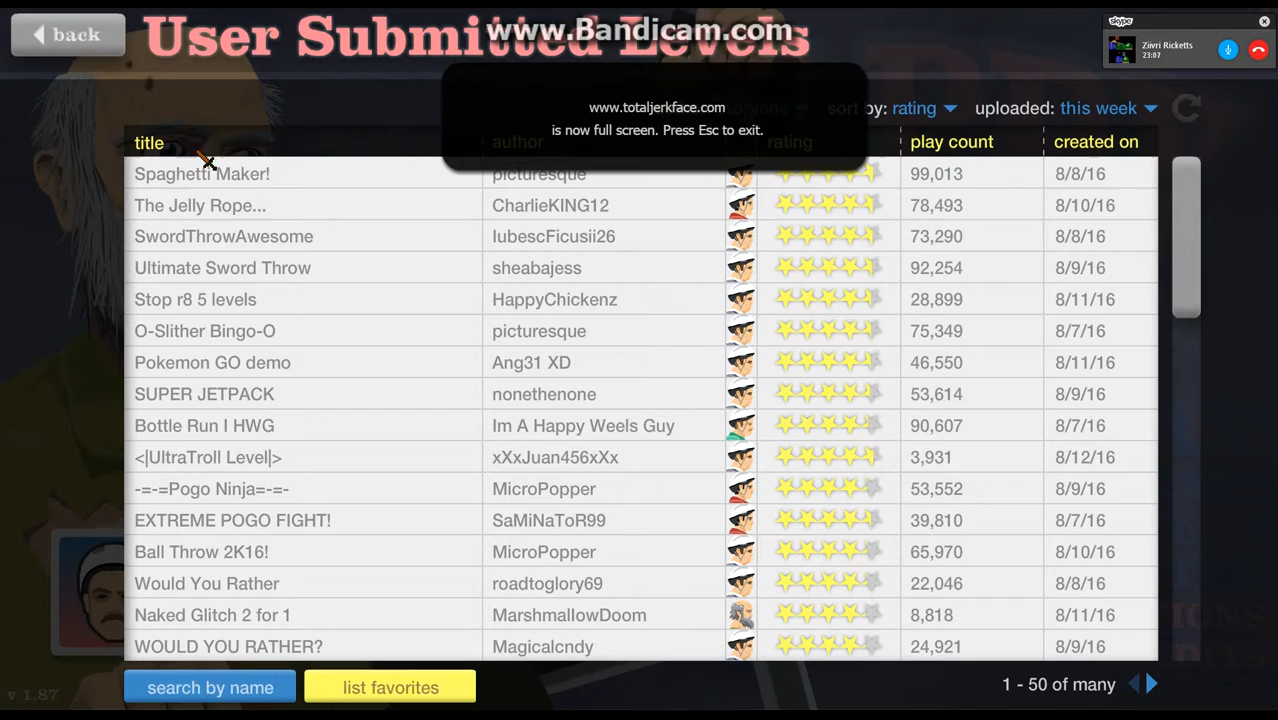 back
User Submitted Levels
www.Bandicam.com
skype
Ziivri Ricketts
23:07
www.totaljerkface.com
is now full screen. Press Esc to exit.
sort by: rating uploaded: this week
title author rating play count created on
Spaghetti Maker! picturesque 99,013 8/8/16
The Jelly Rope... CharlieKING12 78,493 8/10/16
SwordThrowAwesome IubescFicusii26 73,290 8/8/16
Ultimate Sword Throw sheabajess 92,254 8/9/16
Stop r8 5 levels HappyChickenz 28,899 8/11/16
O-Slither Bingo-O picturesque 75,349 8/7/16
Pokemon GO demo Ang31 XD 46,550 8/11/16
SUPER JETPACK nonethenone 53,614 8/9/16
Bottle Run I HWG Im A Happy Weels Guy 90,607 8/9/16
<|UltraTroll Level|> xXxJuan456xXx 3,931 8/12/16
-=-=Pogo Ninja=-=- MicroPopper 53,552 8/9/16
EXTREME POGO FIGHT! SaMiNaToR99 39,810 8/7/16
Ball Throw 2K16! MicroPopper 65,970 8/10/16
Would You Rather roadtoglory69 22,046 8/8/16
Naked Glitch 2 for 1 MarshmallowDoom 8,818 8/11/16
WOULD YOU RATHER? Magicalcndy 24,921 8/9/16
search by name list favorites 1 - 50 of many
v 1.87